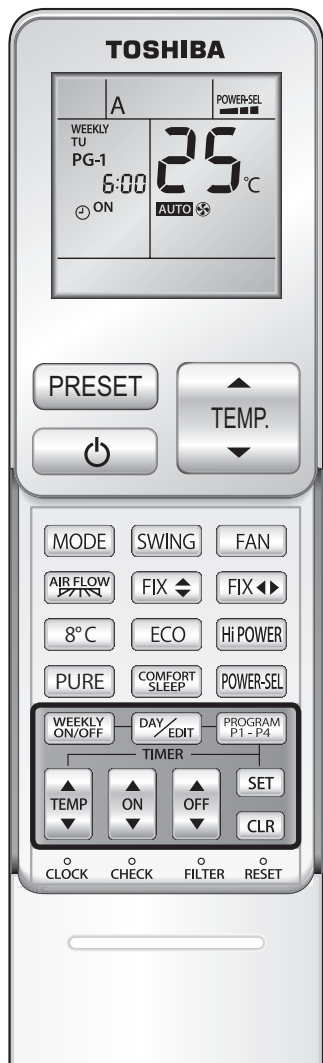 TOSHIBA
A
POWER-SEL
WEEKLY
TU
PG-1
6:00
ON
25°C
AUTO
PRESET
TEMP.
MODE SWING FAN
AIR FLOW FIX FIX
8°C ECO Hi POWER
PURE COMFORT SLEEP POWER-SEL
WEEKLY ON/OFF DAY/EDIT PROGRAM P1 - P4
TIMER
TEMP ON OFF SET
CLR
CLOCK CHECK FILTER RESET